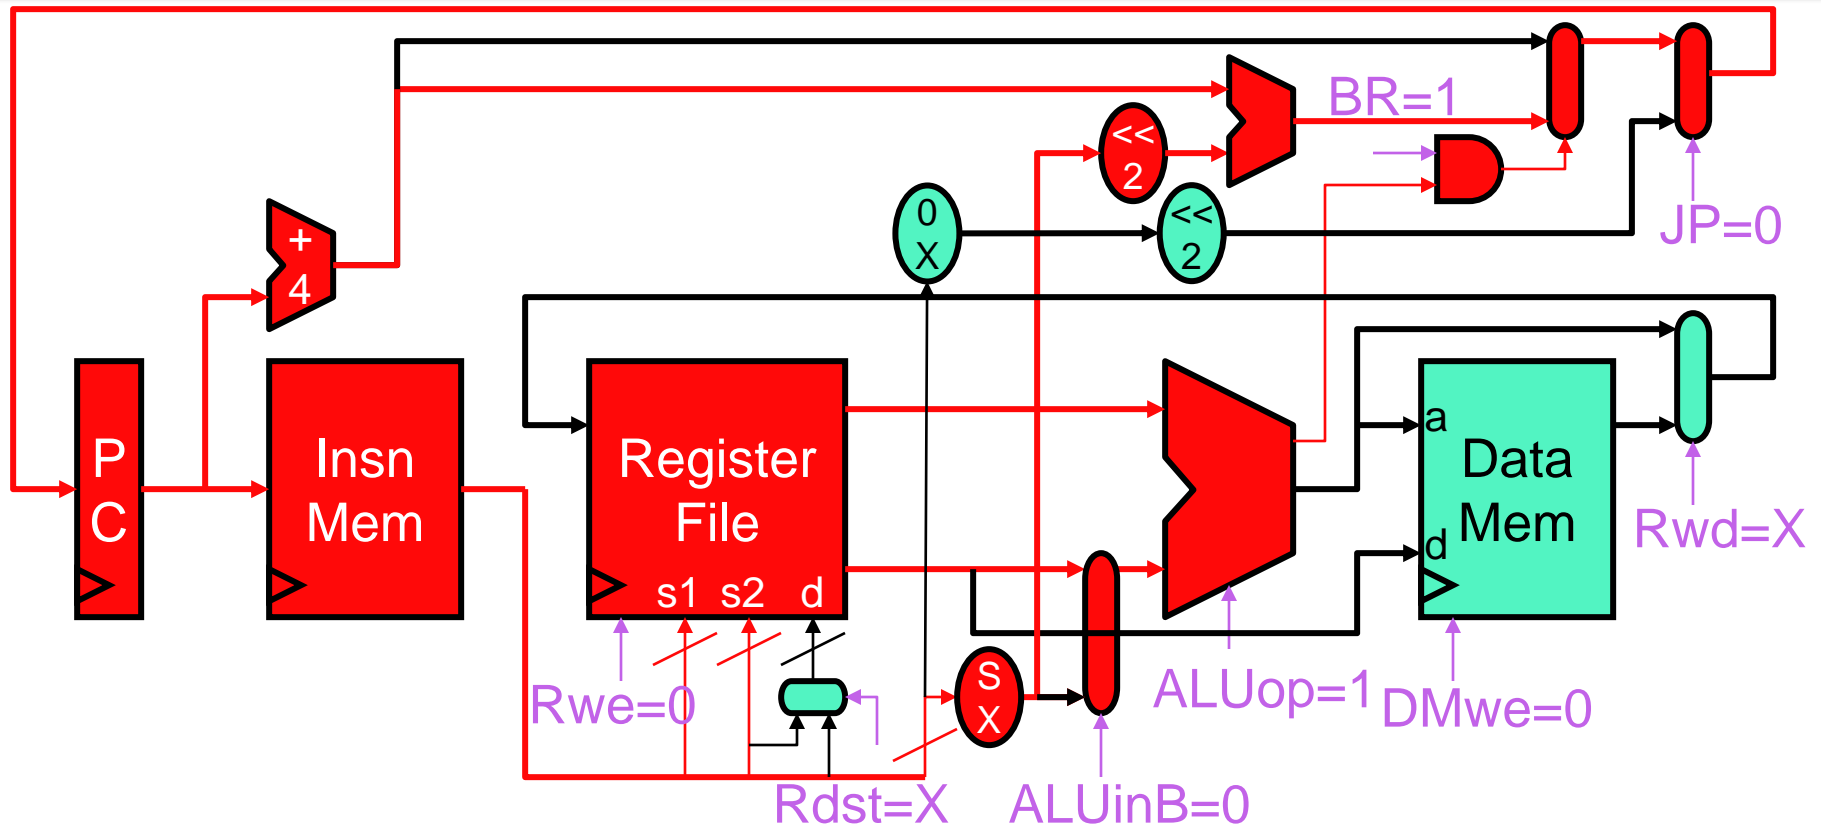 BR=1
<<
2
0
X
<<
2
JP=0
+
4
P
C
Insn
Mem
Register
File
s1 s2 d
a
Data
Mem
d
Rwd=X
S
X
Rwe=0
ALUop=1
DMwe=0
Rdst=X
ALUinB=0